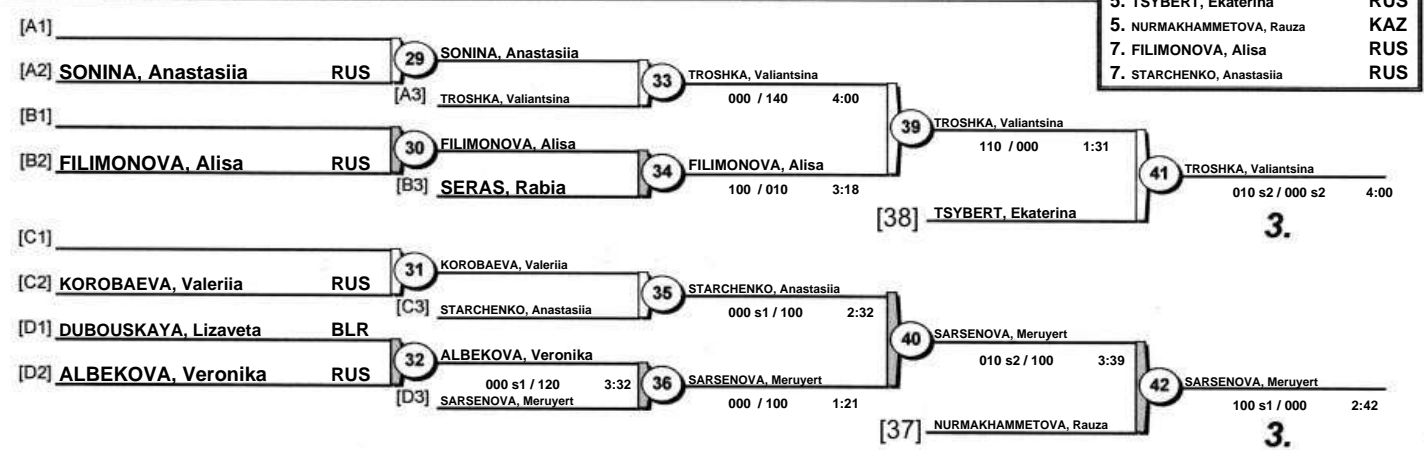 5. TSYBERT, Ekaterina RUS
5. NURMAKHAMMETOVA, Rauza KAZ
7. FILIMONOVA, Alisa RUS
7. STARCHENKO, Anastasiia RUS
[A1]
[A2] SONINA, Anastasiia RUS
29
SONINA, Anastasiia
[A3] TROSHKA, Valiantsina
33
TROSHKA, Valiantsina
000 / 140 4:00
[B1]
[B2] FILIMONOVA, Alisa RUS
30
FILIMONOVA, Alisa
[B3] SERAS, Rabia
34
FILIMONOVA, Alisa
100 / 010 3:18
39
TROSHKA, Valiantsina
110 / 000 1:31
[38] TSYBERT, Ekaterina
41
TROSHKA, Valiantsina
010 s2 / 000 s2 4:00
3.
[C1]
[C2] KOROBAEVA, Valeriia RUS
31
KOROBAEVA, Valeriia
[C3] STARCHENKO, Anastasiia
35
STARCHENKO, Anastasiia
000 s1 / 100 2:32
[D1] DUBOUSKAYA, Lizaveta BLR
[D2] ALBEKOVA, Veronika RUS
32
ALBEKOVA, Veronika
000 s1 / 120 3:32
[D3] SARSENOVA, Meruyert
36
SARSENOVA, Meruyert
000 / 100 1:21
40
SARSENOVA, Meruyert
010 s2 / 100 3:39
[37] NURMAKHAMMETOVA, Rauza
42
SARSENOVA, Meruyert
100 s1 / 000 2:42
3.